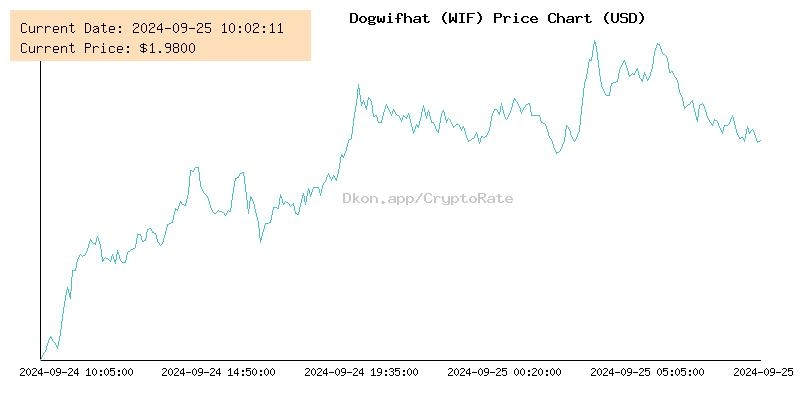 Dogwifhat (WIF) Price Chart (USD)
Current Date: 2024-09-25 10:02:11
Current Price: $1.9800
Dkon.app/CryptoRate
2024-09-24 10:05:00 2024-09-24 14:50:00 2024-09-24 19:35:00 2024-09-25 00:20:00 2024-09-25 05:05:00 2024-09-25